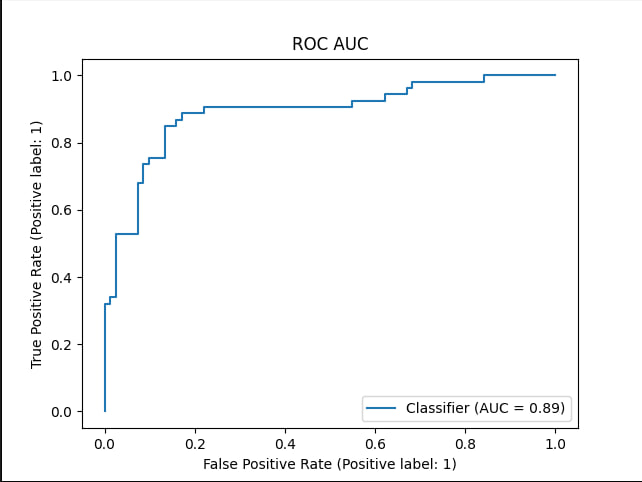 ROC AUC
1.0
0.8
0.6
0.4
0.2
0.0
True Positive Rate (Positive label: 1)
Classifier (AUC = 0.89)
0.0 0.2 0.4 0.6 0.8 1.0
False Positive Rate (Positive label: 1)